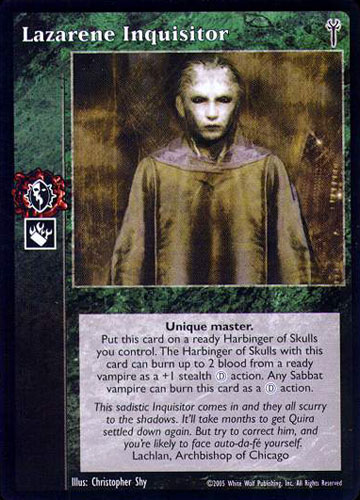 Lazarene Inquisitor
Unique master.
Put this card on a ready Harbinger of Skulls
you control. The Harbinger of Skulls with this
card can burn up to 2 blood from a ready
vampire as a +1 stealth Ⓓ action. Any Sabbat
vampire can burn this card as a Ⓓ action.
This sadistic Inquisitor comes in and they all scurry
to the shadows. It'll take months to get Quira
settled down again. But try to correct him, and
you're likely to face auto-da-fé yourself.
Lachlan, Archbishop of Chicago
Illus: Christopher Shy
©2005 White Wolf Publishing, Inc. All Rights Reserved